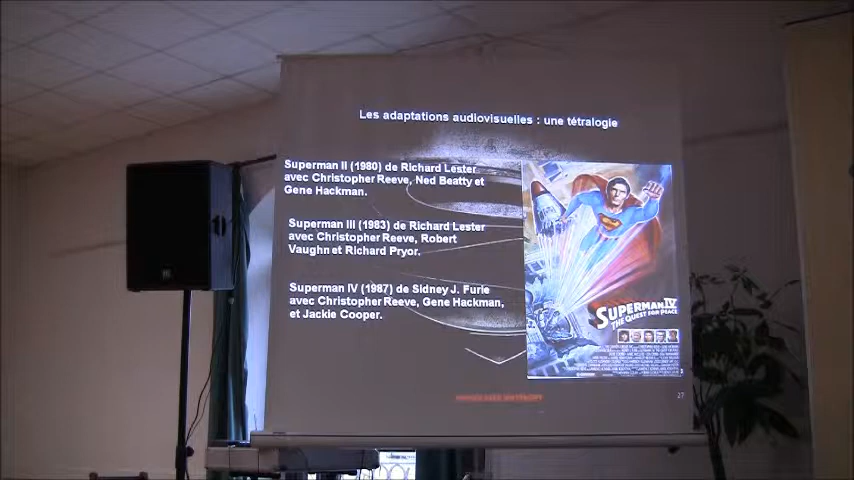 Les adaptations audiovisuelles : une tétralogie
Superman II (1980) de Richard Lester
avec Christopher Reeve, Ned Beatty et
Gene Hackman.
Superman III (1983) de Richard Lester
avec Christopher Reeve, Robert
Vaughn et Richard Pryor.
Superman IV (1987) de Sidney J. Furie
avec Christopher Reeve, Gene Hackman,
et Jackie Cooper.
SUPERMAN IV
THE QUEST FOR PEACE
27